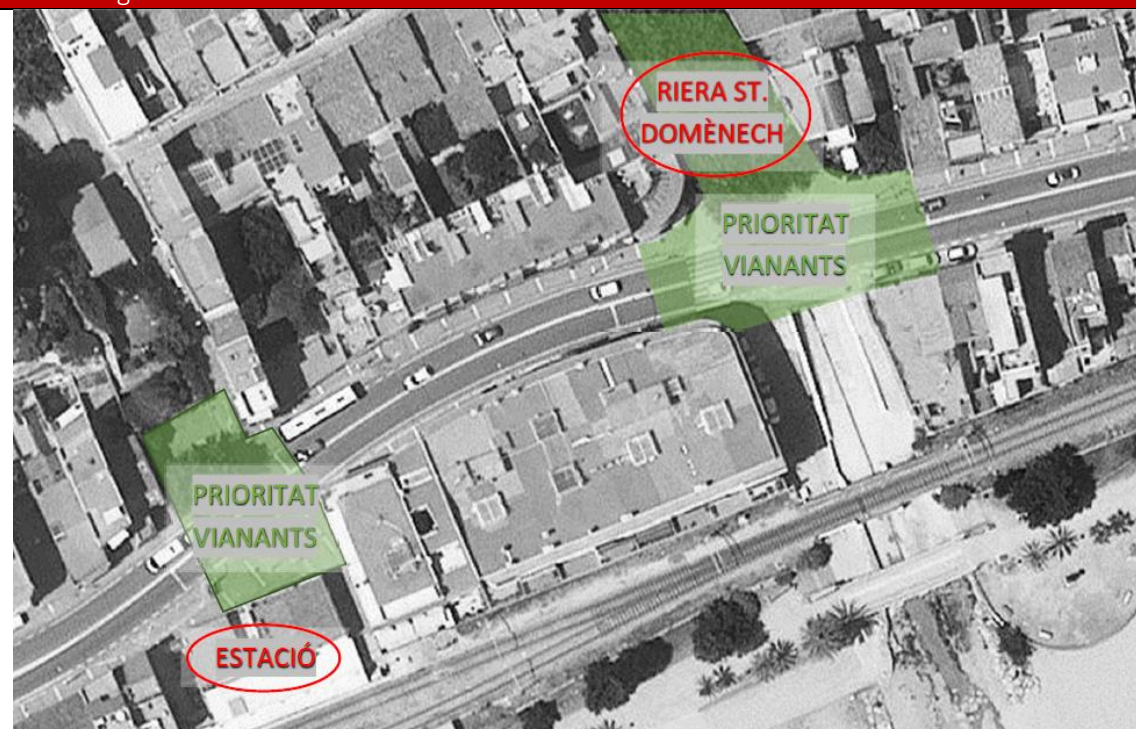 RIERA ST.
DOMÈNECH
PRIORITAT
VIANANTS
PRIORITAT
VIANANTS
ESTACIÓ